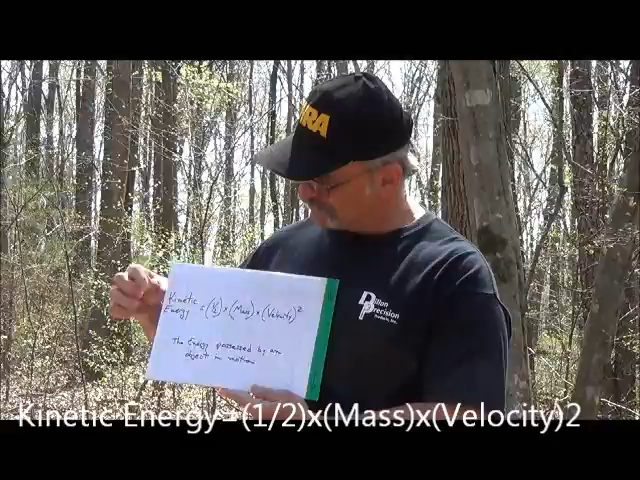 NRA
Kinetic
Energy = (1/2) x (Mass) x (Velocity)2
The Energy possessed by an
object in motion
Dillon
Precision
Products, Inc.
Kinetic Energy=(1/2)x(Mass)x(Velocity)2